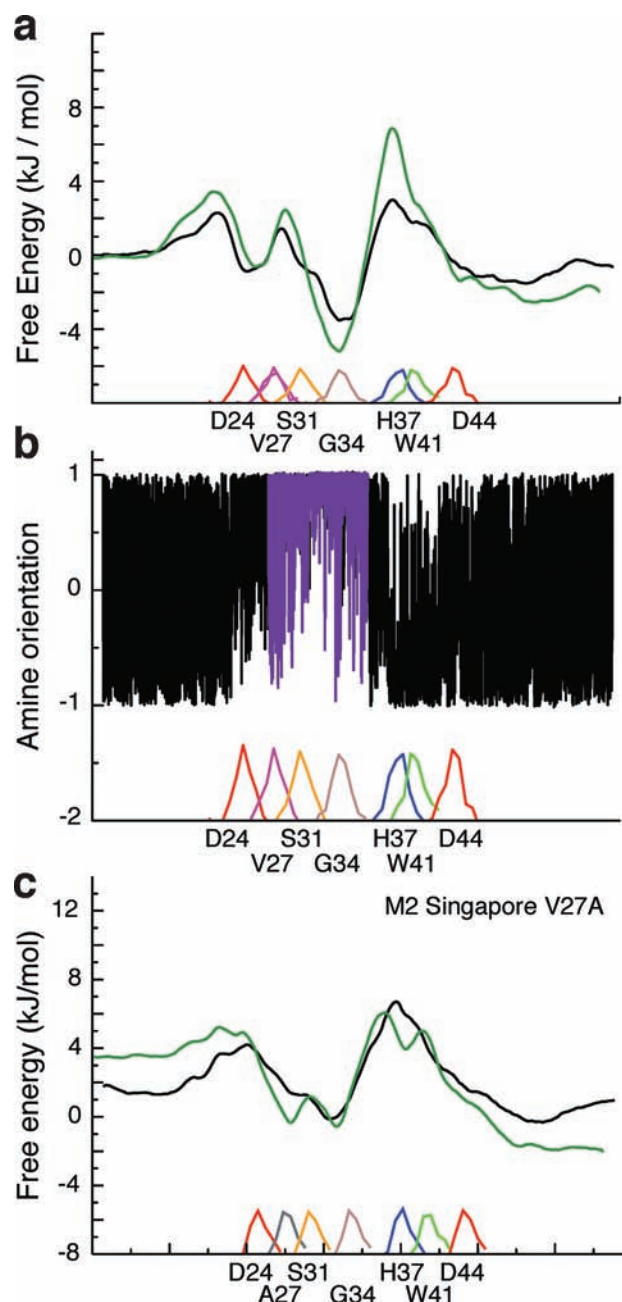 a
Free Energy (kJ / mol)
8
4
0
-4
D24 S31 H37 D44
V27 G34 W41
b
Amine orientation
1
0
-1
-2
D24 S31 H37 D44
V27 G34 W41
c
M2 Singapore V27A
Free energy (kJ/mol)
12
8
4
0
-4
-8
D24 S31 H37 D44
A27 G34 W41